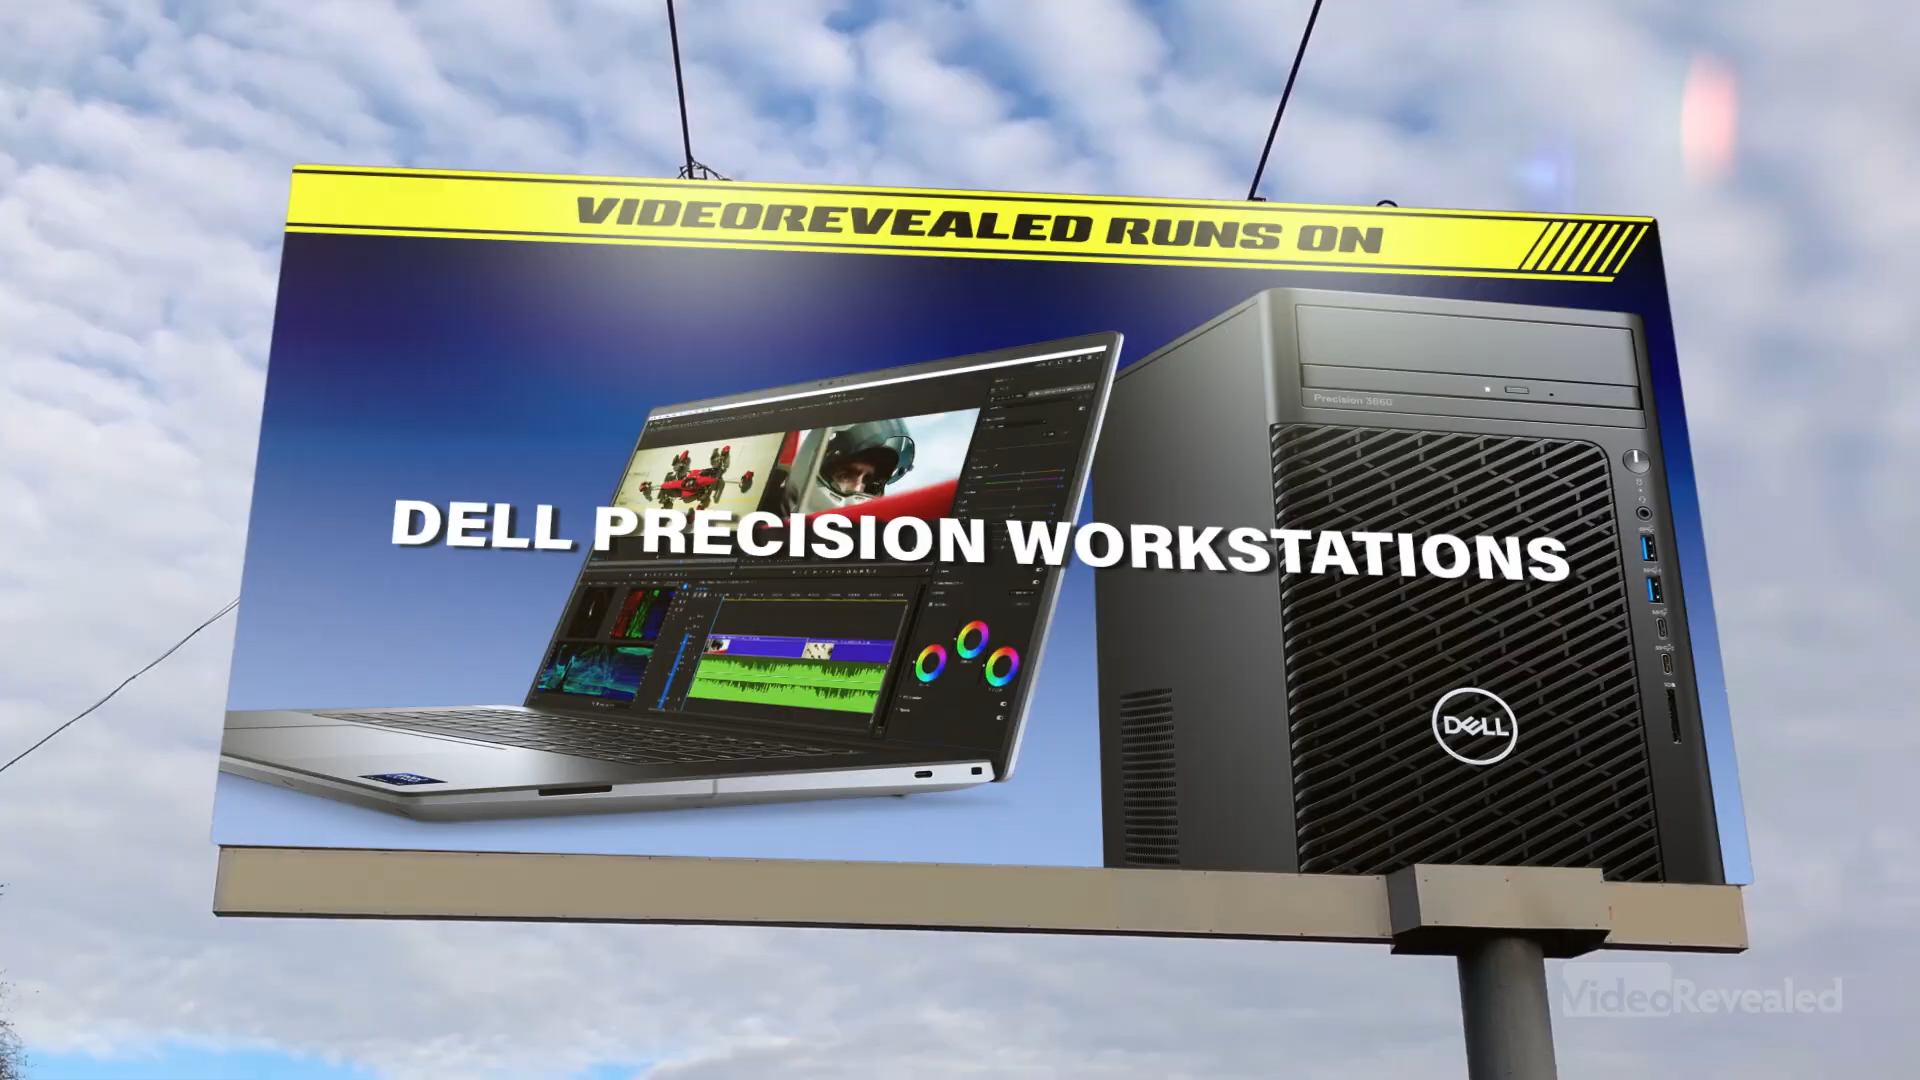 VIDEOREVEALED RUNS ON
Precision 3660
DELL PRECISION WORKSTATIONS
DELL
VideoRevealed